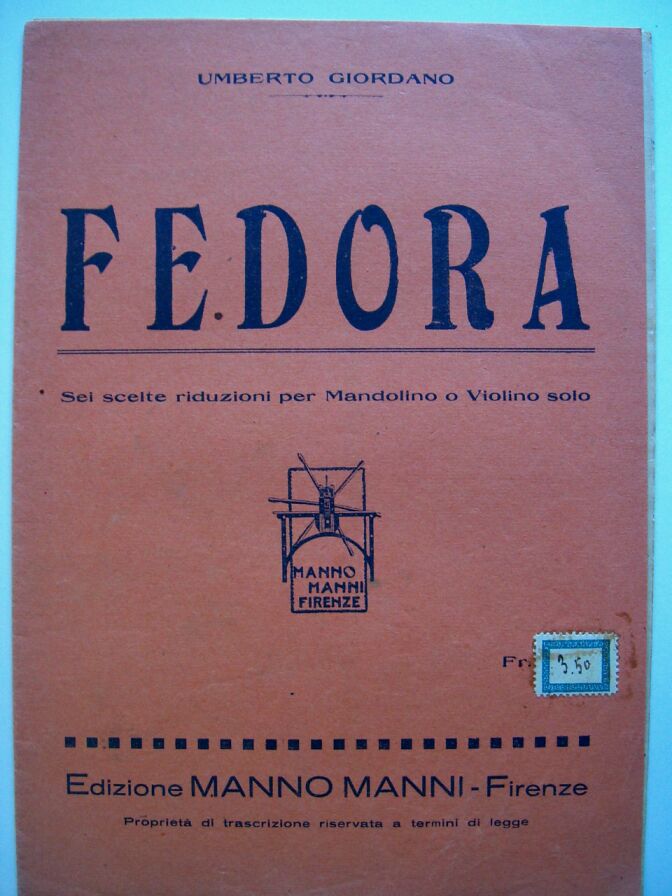 UMBERTO GIORDANO
FEDORA
Sei scelte riduzioni per Mandolino o Violino solo
MANNO
MANNI
FIRENZE
Fr. 3.50
Edizione MANNO MANNI - Firenze
Proprietà di trascrizione riservata a termini di legge